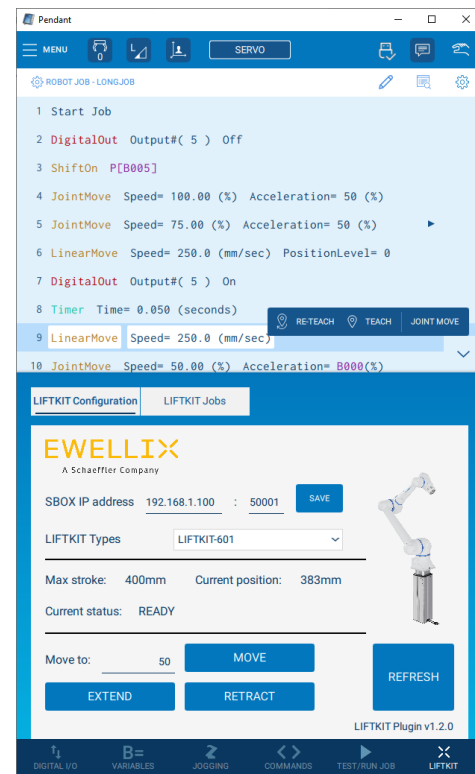 Pendant
MENU
0
SERVO
ROBOT JOB - LONGJOB
1 Start Job
2 DigitalOut Output#( 5 ) Off
3 ShiftOn P[B005]
4 JointMove Speed= 100.00 (%) Acceleration= 50 (%)
5 JointMove Speed= 75.00 (%) Acceleration= 50 (%)
6 LinearMove Speed= 250.0 (mm/sec) PositionLevel= 0
7 DigitalOut Output#( 5 ) On
8 Timer Time= 0.050 (seconds)
RE-TEACH TEACH JOINT MOVE
9 LinearMove Speed= 250.0 (mm/sec)
10 JointMove Speed= 50.00 (%) Acceleration= B000(%)
LIFTKIT Configuration LIFTKIT Jobs
EWELLIX
A Schaeffler Company
SBOX IP address 192.168.1.100 : 50001 SAVE
LIFTKIT Types LIFTKIT-601
Max stroke: 400mm Current position: 383mm
Current status: READY
Move to: 50 MOVE
REFRESH
EXTEND RETRACT
LIFTKIT Plugin v1.2.0
B=
DIGITAL I/O VARIABLES JOGGING COMMANDS TEST/RUN JOB LIFTKIT